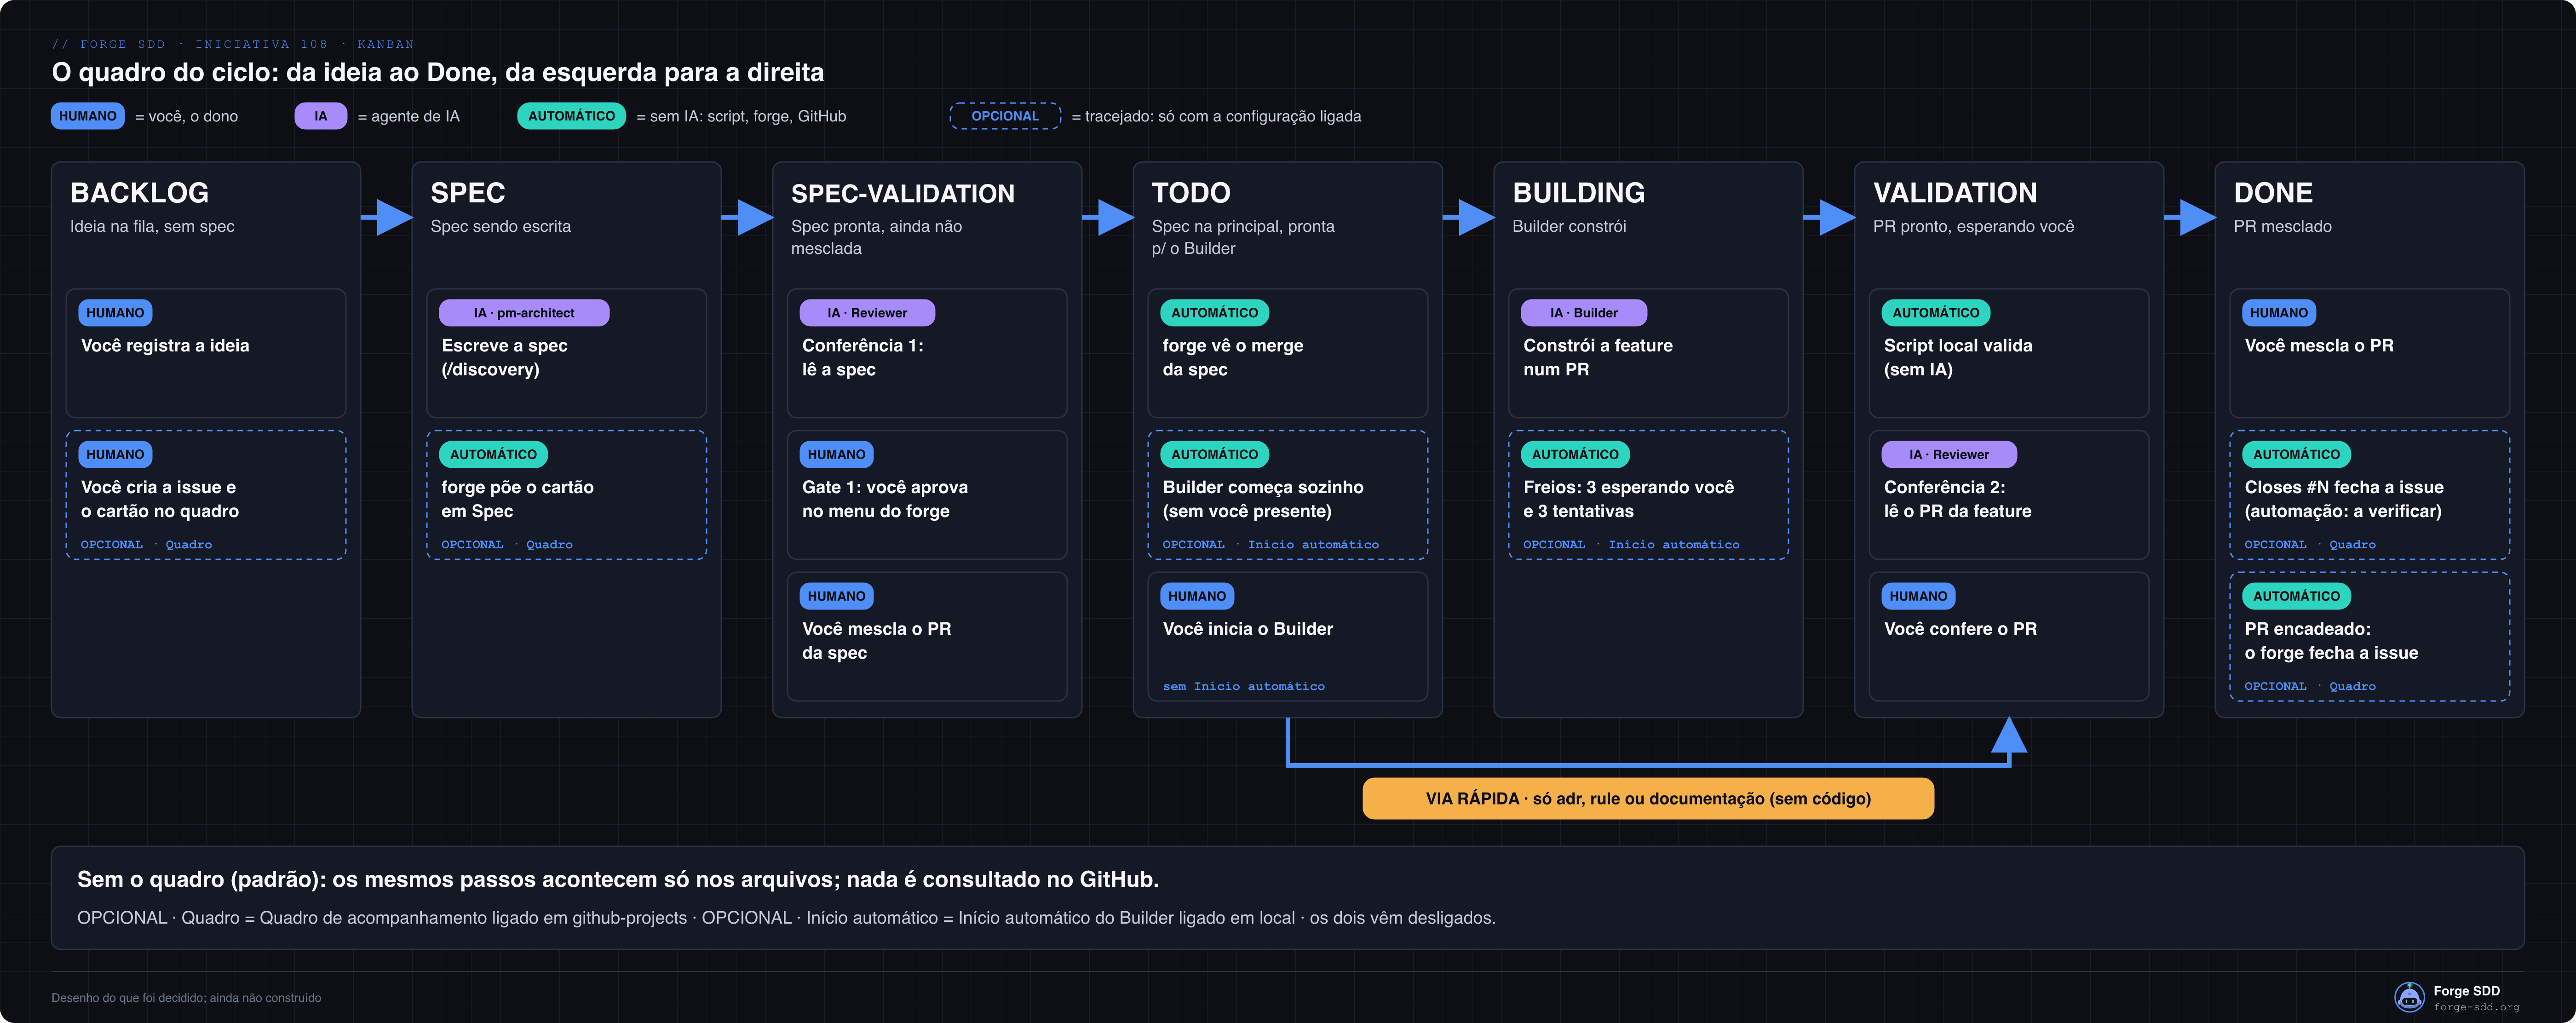 // FORGE SDD · INICIATIVA 108 · KANBAN
O quadro do ciclo: da ideia ao Done, da esquerda para a direita
HUMANO = você, o dono
IA = agente de IA
AUTOMÁTICO = sem IA: script, forge, GitHub
OPCIONAL = tracejado: só com a configuração ligada
BACKLOG
Ideia na fila, sem spec
HUMANO
Você registra a ideia
HUMANO
Você cria a issue e
o cartão no quadro
OPCIONAL · Quadro
SPEC
Spec sendo escrita
IA · pm-architect
Escreve a spec
(/discovery)
AUTOMÁTICO
forge põe o cartão
em Spec
OPCIONAL · Quadro
SPEC-VALIDATION
Spec pronta, ainda não
mesclada
IA · Reviewer
Conferência 1:
lê a spec
HUMANO
Gate 1: você aprova
no menu do forge
HUMANO
Você mescla o PR
da spec
TODO
Spec na principal, pronta
p/ o Builder
AUTOMÁTICO
forge vê o merge
da spec
AUTOMÁTICO
Builder começa sozinho
(sem você presente)
OPCIONAL · Início automático
HUMANO
Você inicia o Builder
sem Início automático
BUILDING
Builder constrói
IA · Builder
Constrói a feature
num PR
AUTOMÁTICO
Freios: 3 esperando você
e 3 tentativas
OPCIONAL · Início automático
VALIDATION
PR pronto, esperando você
AUTOMÁTICO
Script local valida
(sem IA)
IA · Reviewer
Conferência 2:
lê o PR da feature
HUMANO
Você confere o PR
DONE
PR mesclado
HUMANO
Você mescla o PR
AUTOMÁTICO
Closes #N fecha a issue
(automação: a verificar)
OPCIONAL · Quadro
AUTOMÁTICO
PR encadeado:
o forge fecha a issue
OPCIONAL · Quadro
VIA RÁPIDA · só adr, rule ou documentação (sem código)
Sem o quadro (padrão): os mesmos passos acontecem só nos arquivos; nada é consultado no GitHub.
OPCIONAL · Quadro = Quadro de acompanhamento ligado em github-projects · OPCIONAL · Início automático = Início automático do Builder ligado em local · os dois vêm desligados.
Desenho do que foi decidido; ainda não construído
Forge SDD
forge-sdd.org